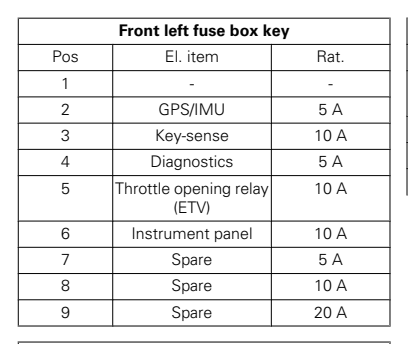 Front left fuse box key
Pos El. item Rat.
1 - -
2 GPS/IMU 5 A
3 Key-sense 10 A
4 Diagnostics 5 A
5 Throttle opening relay 10 A
(ETV)
6 Instrument panel 10 A
7 Spare 5 A
8 Spare 10 A
9 Spare 20 A